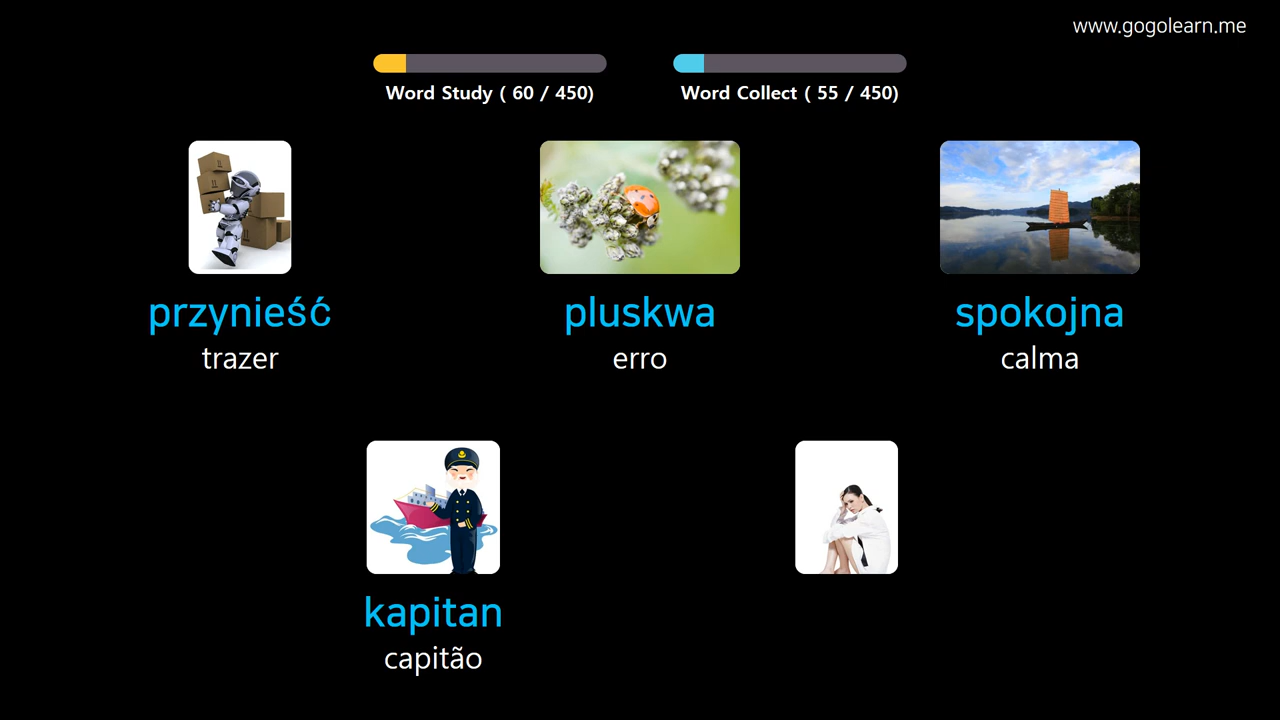 www.gogolearn.me
Word Study ( 60 / 450)
Word Collect ( 55 / 450)
przynieść
trazer
pluskwa
erro
spokojna
calma
kapitan
capitão